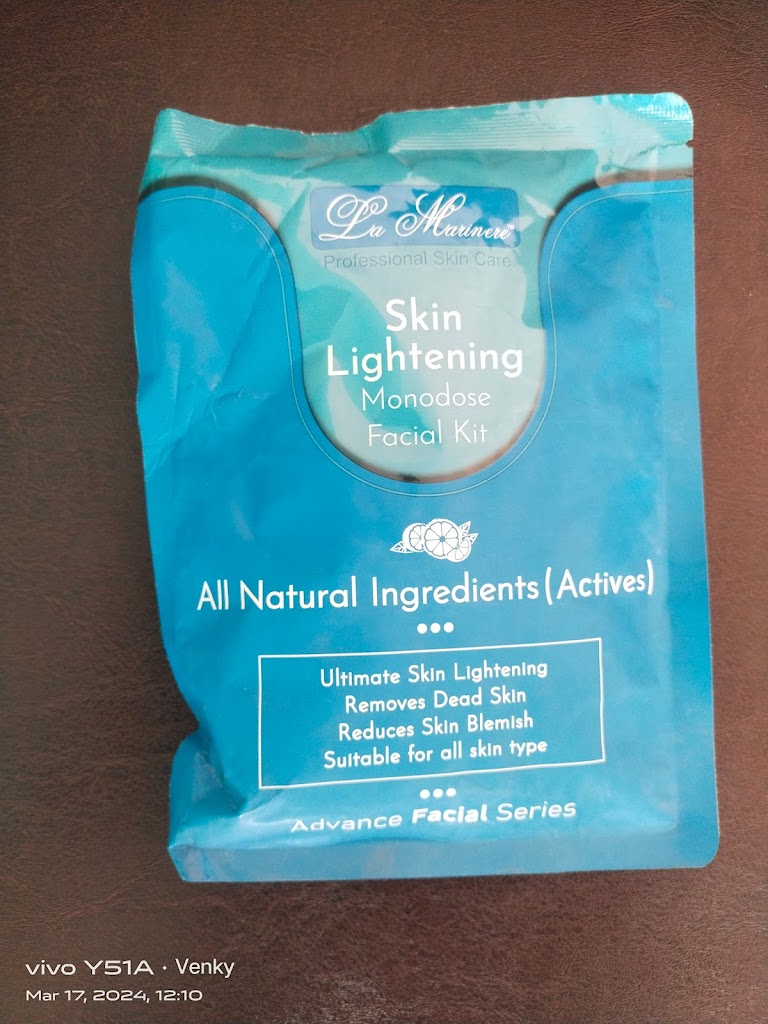 La Marinere™
Professional Skin Care
Skin
Lightening
Monodose
Facial Kit
All Natural Ingredients (Actives)
Ultimate Skin Lightening
Removes Dead Skin
Reduces Skin Blemish
Suitable for all skin type
Advance Facial Series
vivo Y51A · Venky
Mar 17, 2024, 12:10